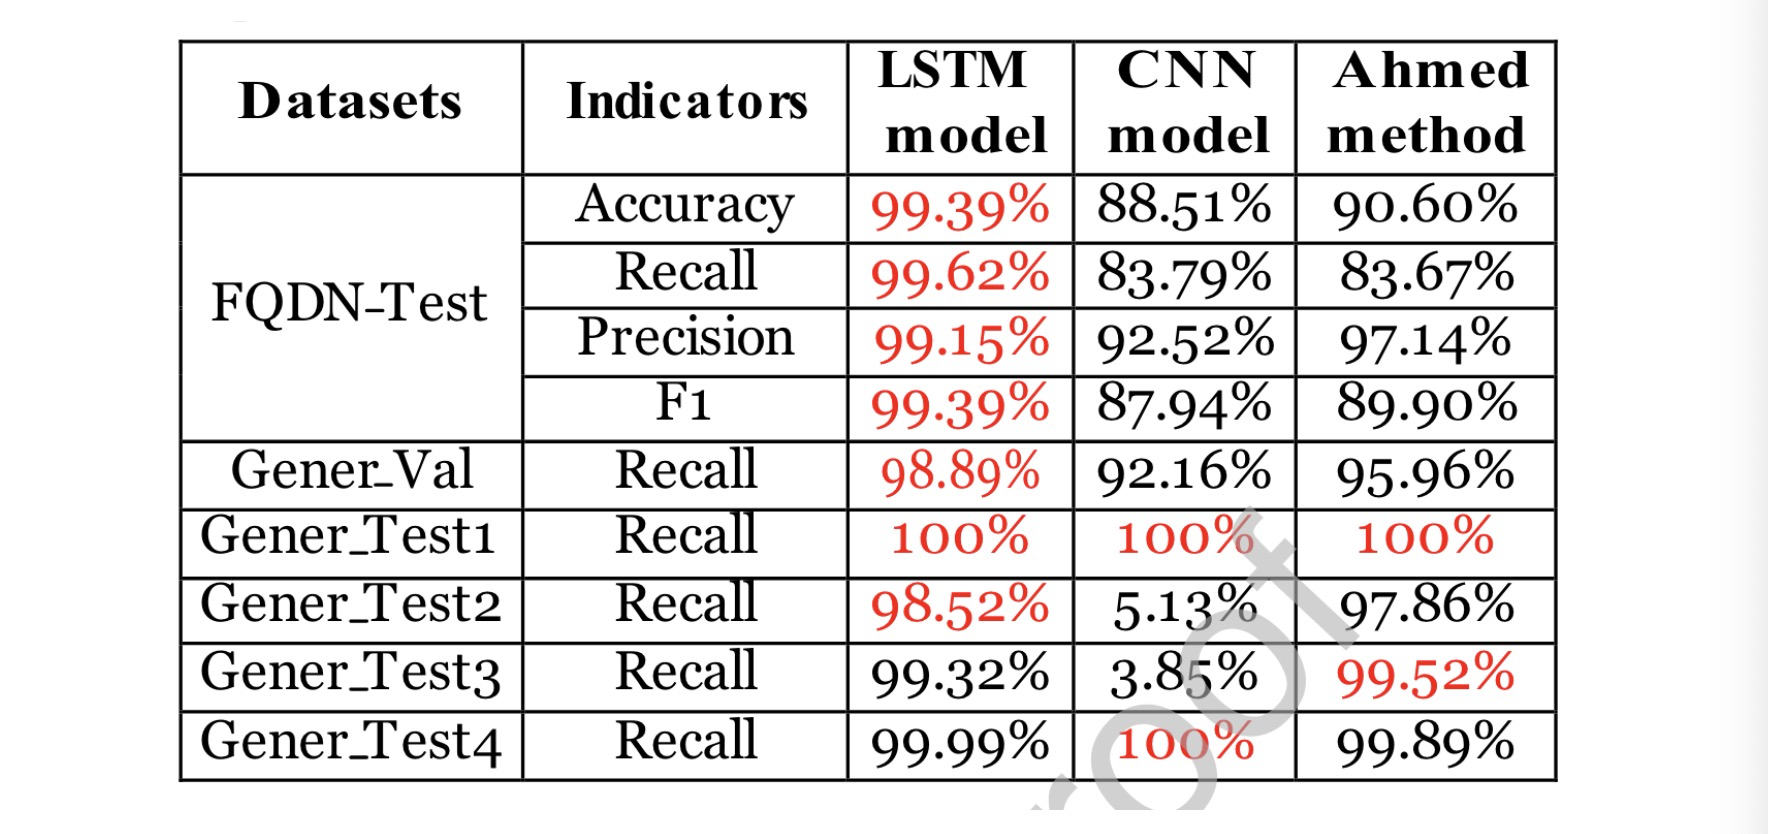 Datasets Indicators LSTM model CNN model Ahmed method
FQDN-Test Accuracy 99.39% 88.51% 90.60%
Recall 99.62% 83.79% 83.67%
Precision 99.15% 92.52% 97.14%
F1 99.39% 87.94% 89.90%
Gener_Val Recall 98.89% 92.16% 95.96%
Gener_Test1 Recall 100% 100% 100%
Gener_Test2 Recall 98.52% 5.13% 97.86%
Gener_Test3 Recall 99.32% 3.85% 99.52%
Gener_Test4 Recall 99.99% 100% 99.89%